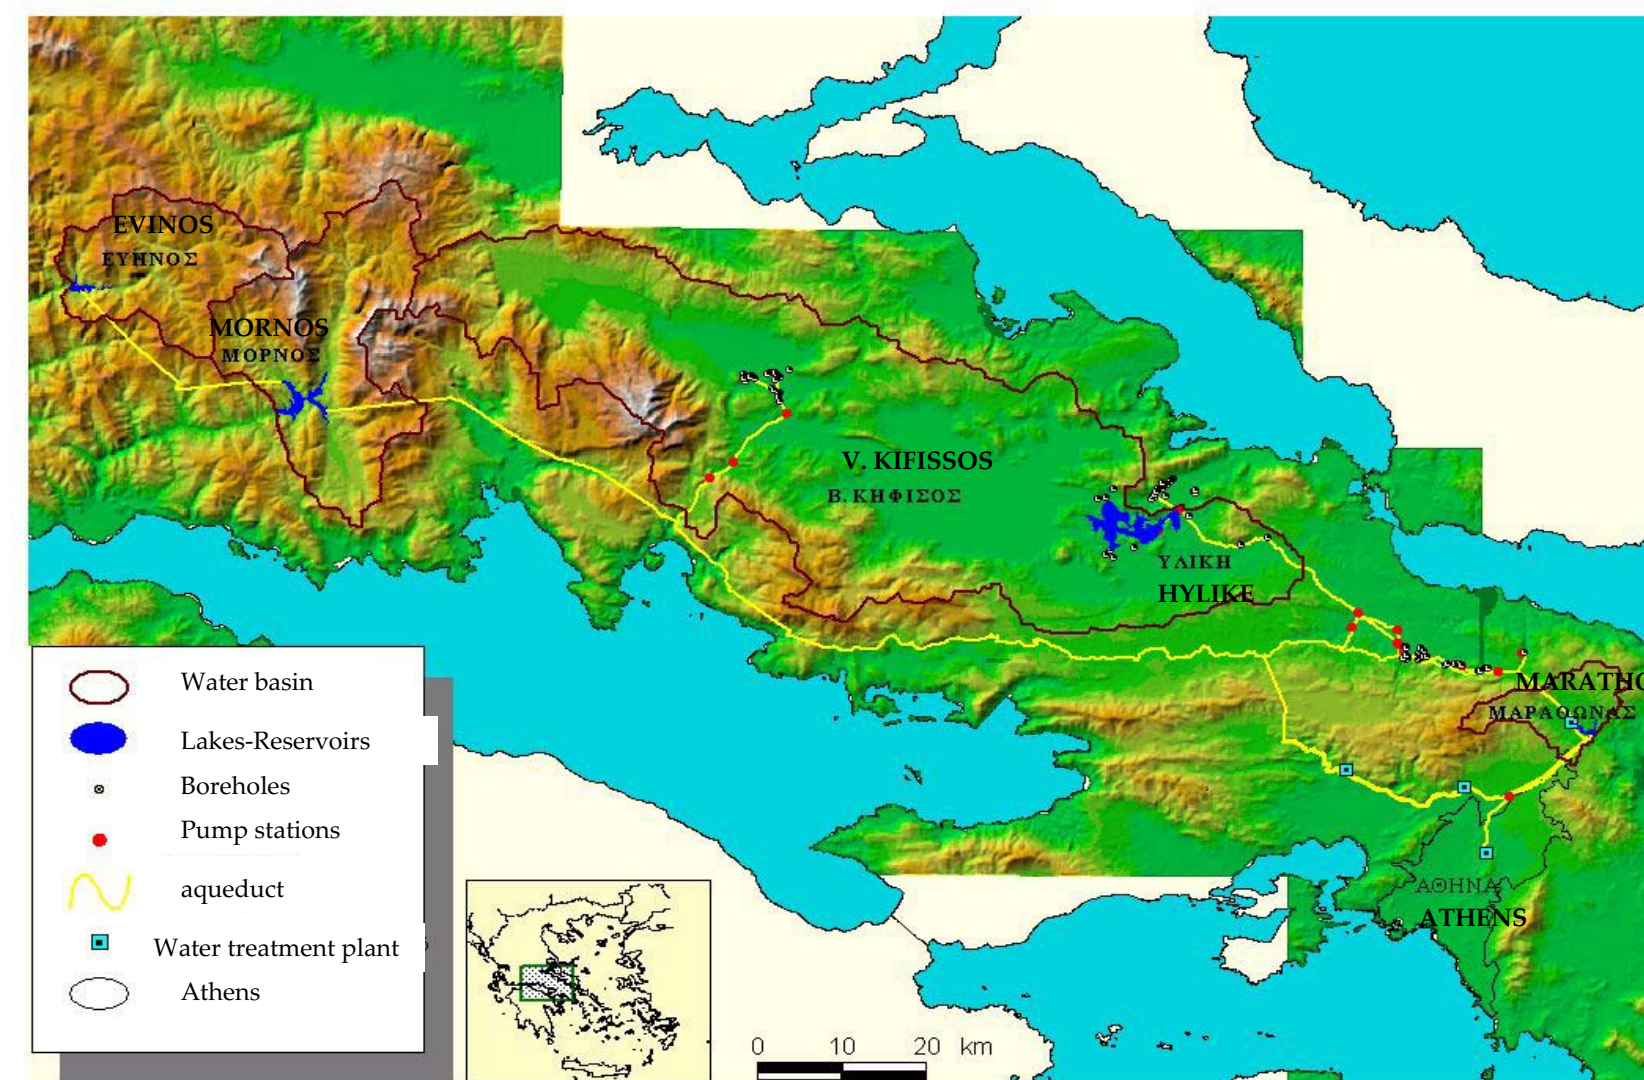 EVINOS
ΕΥΗΝΟΣ
MORNOS
ΜΟΡΝΟΣ
V. KIFISSOS
Β. ΚΗΦΙΣΟΣ
ΥΛΙΚΗ
HYLIKE
MARATHO
ΜΑΡΑΘΩΝΑΣ
ΑΘΗΝΑ
ATHENS
Water basin
Lakes-Reservoirs
Boreholes
Pump stations
aqueduct
Water treatment plant
Athens
0 10 20 km